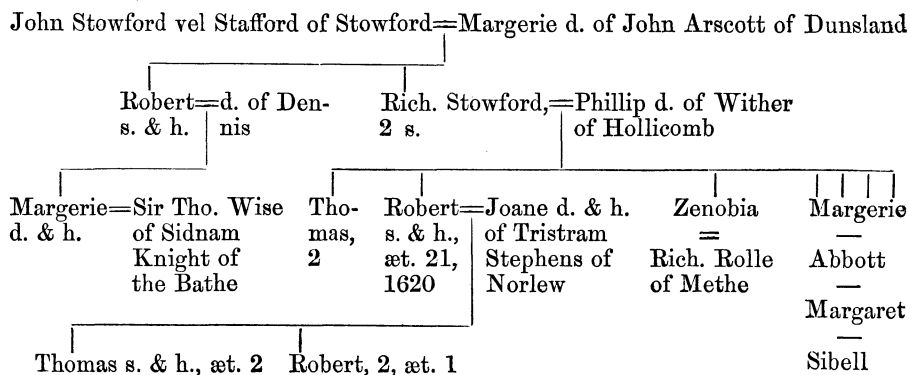 John Stowford vel Stafford of Stowford=Margerie d. of John Arscott of Dunsland
Robert=d. of Den-
s. & h. nis
Rich. Stowford,=Phillip d. of Wither
2 s. of Hollicomb
Margerie=Sir Tho. Wise
d. & h. of Sidnam
Knight of
the Bathe
Tho-
mas,
2
Robert=Joane d. & h.
s. & h., of Tristram
æt. 21, Stephens of
1620 Norlew
Zenobia
=
Rich. Rolle
of Methe
Margerie
—
Abbott
—
Margaret
—
Sibell
Thomas s. & h., æt. 2 Robert, 2, æt. 1